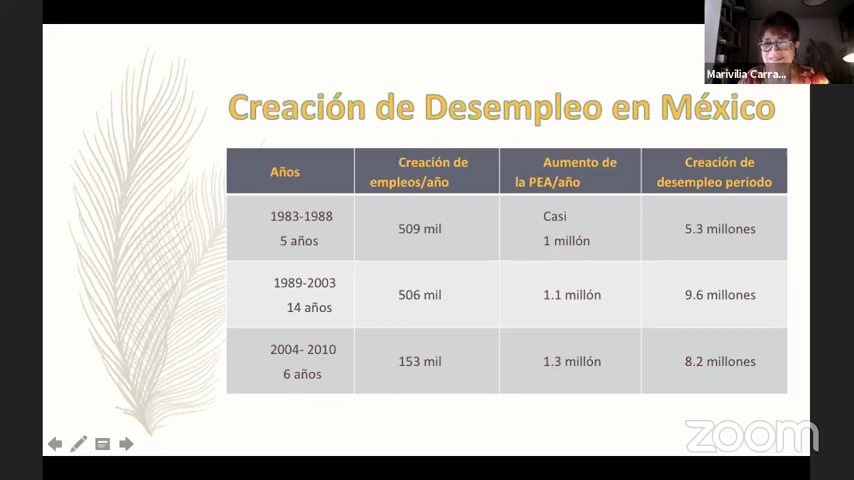 Marivilia Carra...
Creación de Desempleo en México
Años
Creación de
empleos/año
Aumento de
la PEA/año
Creación de
desempleo periodo
1983-1988
5 años
509 mil
Casi
1 millón
5.3 millones
1989-2003
14 años
506 mil
1.1 millón
9.6 millones
2004- 2010
6 años
153 mil
1.3 millón
8.2 millones
zoom